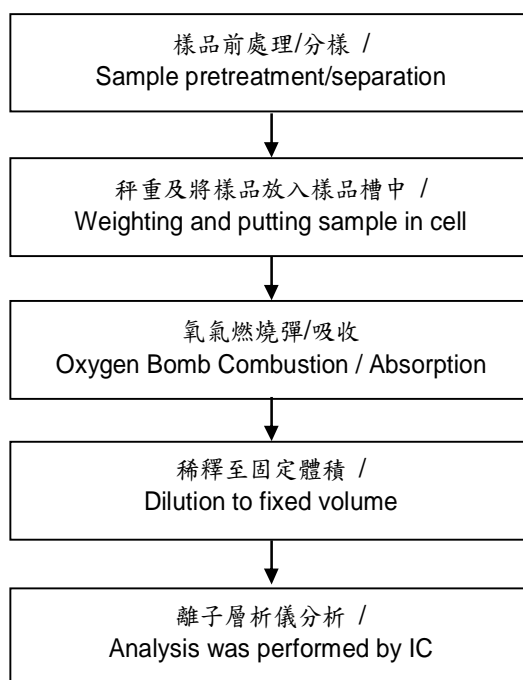 樣品前處理/分樣 /
Sample pretreatment/separation
秤重及將樣品放入樣品槽中 /
Weighting and putting sample in cell
氧氣燃燒彈/吸收
Oxygen Bomb Combustion / Absorption
稀釋至固定體積 /
Dilution to fixed volume
離子層析儀分析 /
Analysis was performed by IC